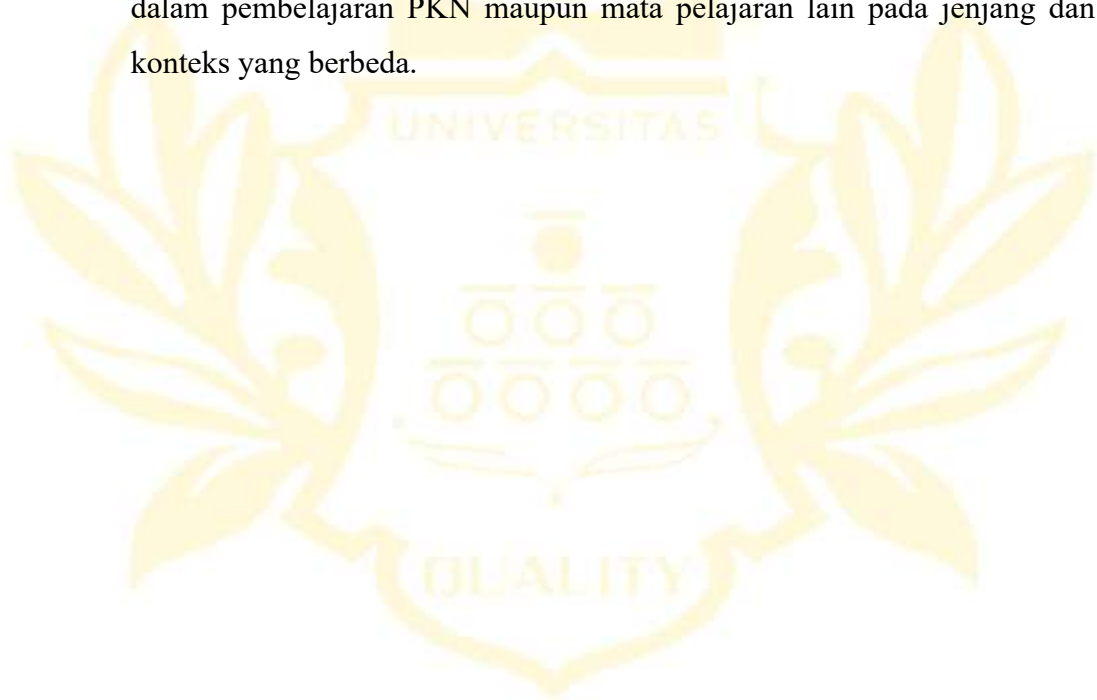 dalam pembelajaran PKN maupun mata pelajaran lain pada jenjang dan
konteks yang berbeda.
UNIVERSITAS
QUALITY